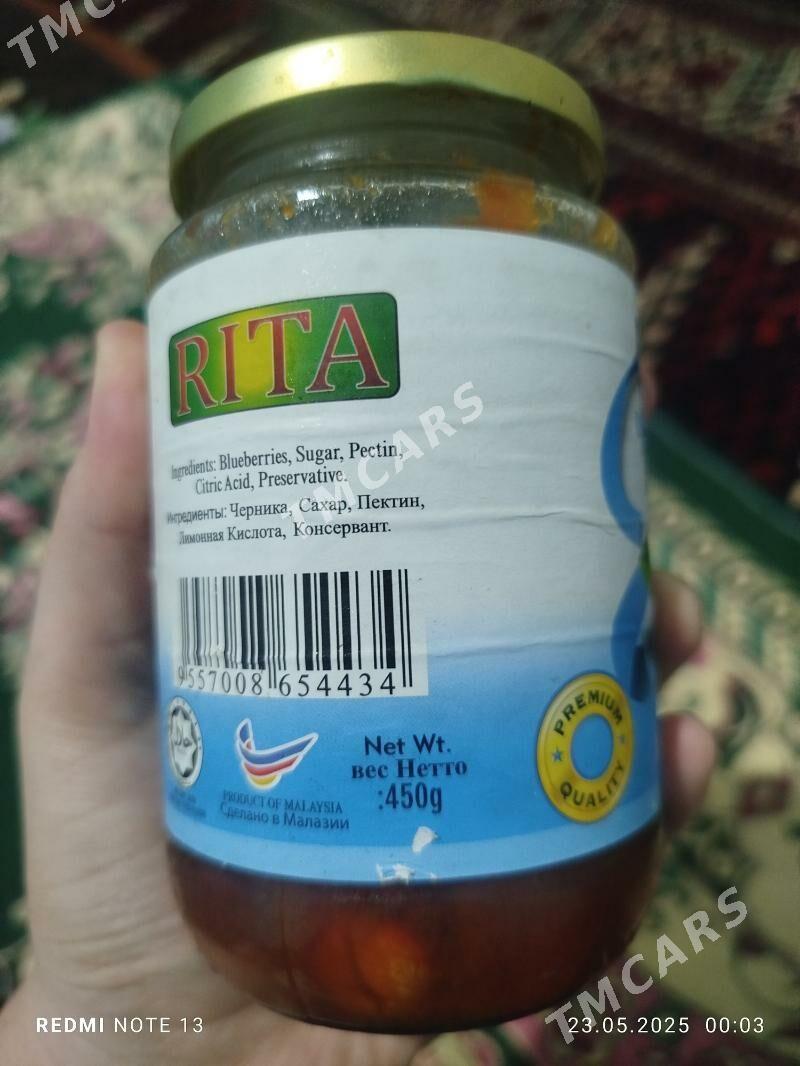 TMCARS
RITA
Ingredients: Blueberries, Sugar, Pectin,
Citric Acid, Preservative.
Ингредиенты: Черника, Сахар, Пектин,
Лимонная Кислота, Консервант.
TMCARS
9 557008 654434
PREMIUM
QUALITY
Net Wt.
вес Нетто
:450g
PRODUCT OF MALAYSIA
Сделано в Малазии
TMCARS
REDMI NOTE 13
23.05.2025 00:03